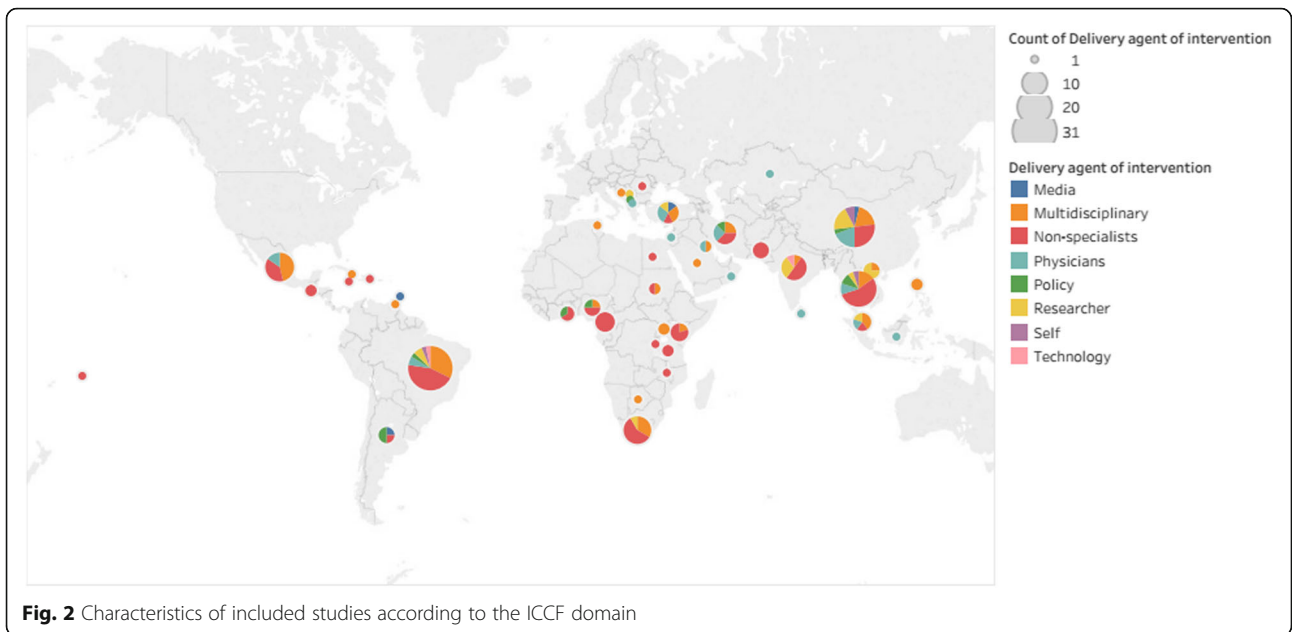 Count of Delivery agent of intervention
1
10
20
31
Delivery agent of intervention
Media
Multidisciplinary
Non-specialists
Physicians
Policy
Researcher
Self
Technology
Fig. 2 Characteristics of included studies according to the ICCF domain